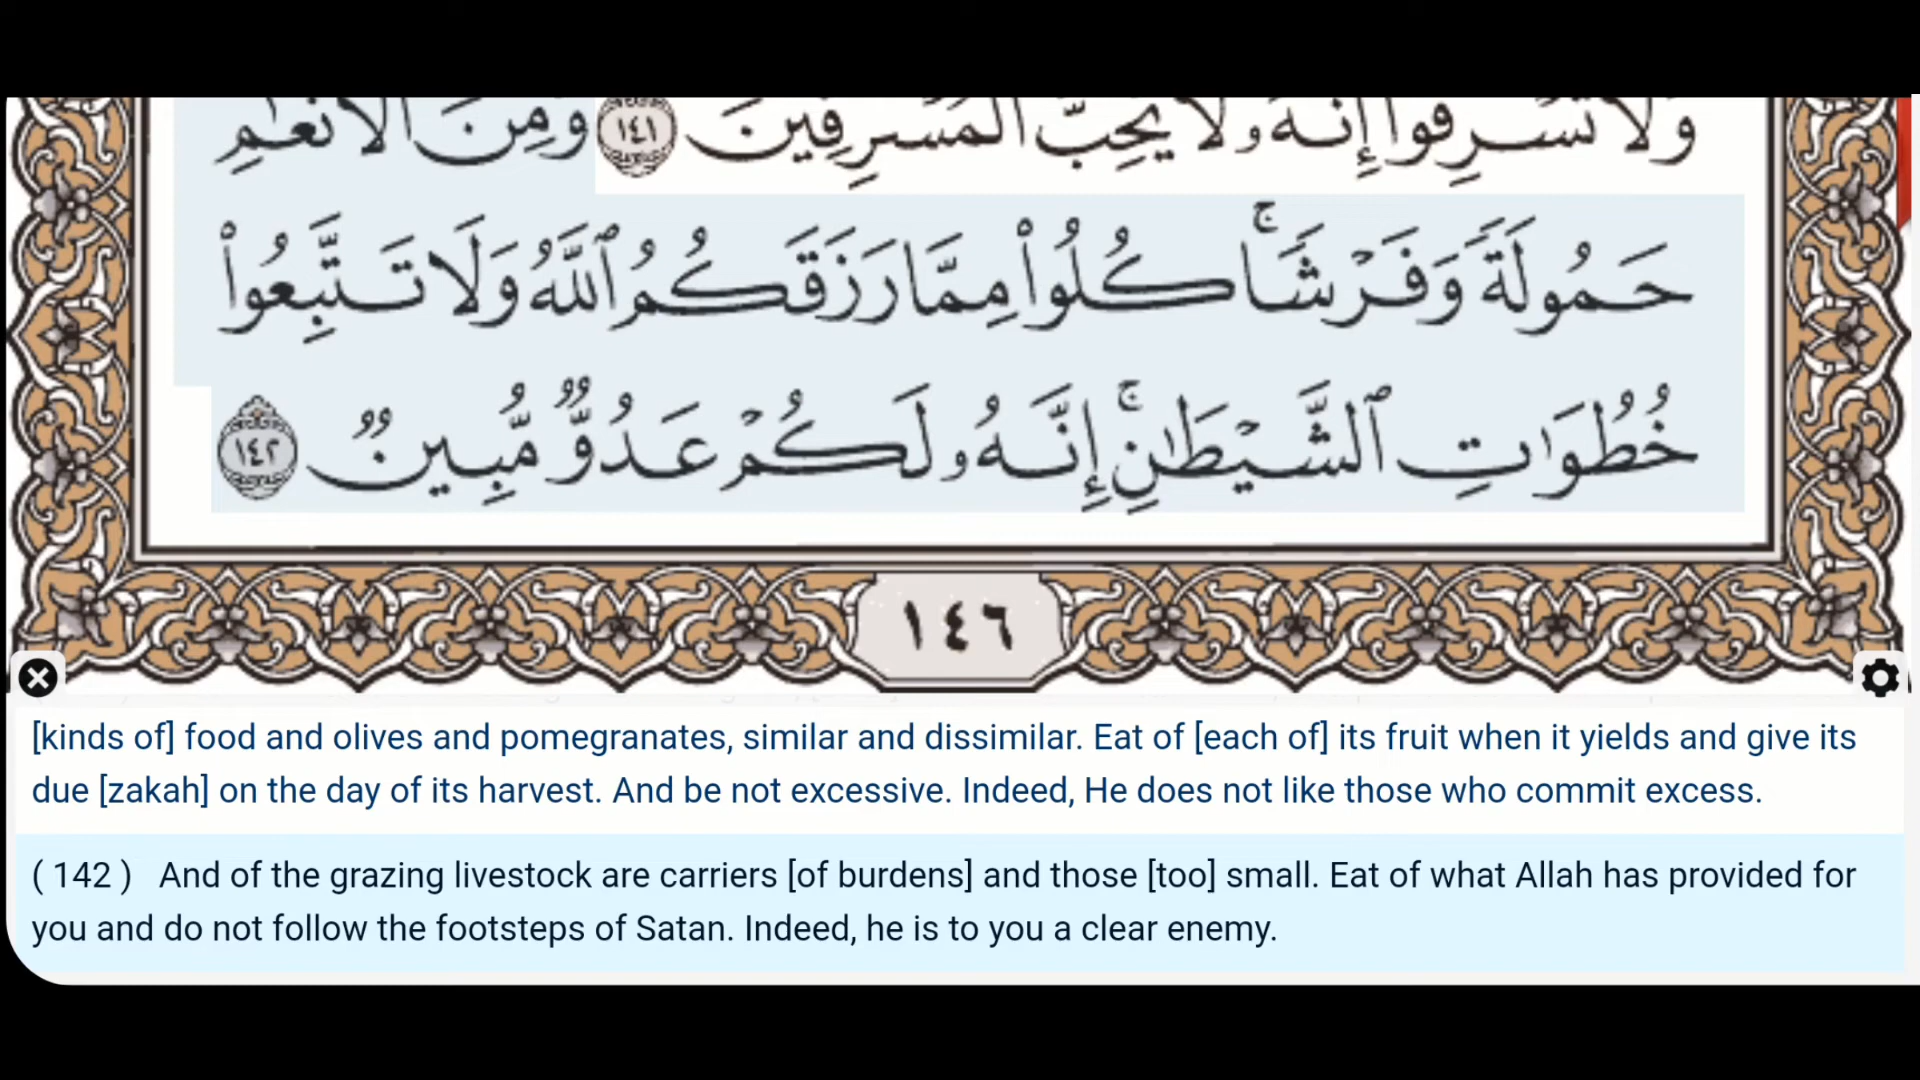 وَلَا تُسْرِفُوا إِنَّهُۥ لَا يُحِبُّ الْمُسْرِفِينَ ١٤١ وَمِنَ الْأَنْعَٰمِ
حَمُولَةً وَفَرْشًا ۚ كُلُوا۟ مِمَّا رَزَقَكُمُ ٱللَّهُ وَلَا تَتَّبِعُوا۟
خُطُوَٰتِ ٱلشَّيْطَٰنِ ۚ إِنَّهُۥ لَكُمْ عَدُوٌّ مُّبِينٌ ١٤٢
١٤٦
[kinds of] food and olives and pomegranates, similar and dissimilar. Eat of [each of] its fruit when it yields and give its
due [zakah] on the day of its harvest. And be not excessive. Indeed, He does not like those who commit excess.
( 142 ) And of the grazing livestock are carriers [of burdens] and those [too] small. Eat of what Allah has provided for
you and do not follow the footsteps of Satan. Indeed, he is to you a clear enemy.